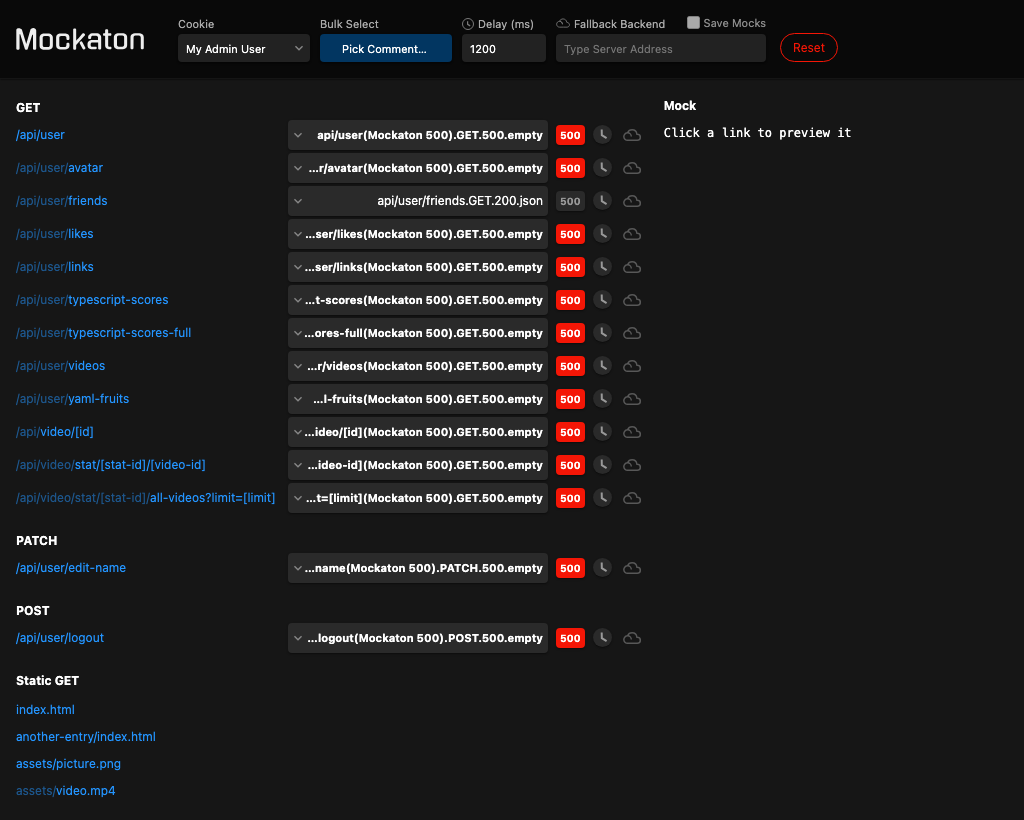 Mockaton
Cookie
My Admin User
Bulk Select
Pick Comment...
Delay (ms)
1200
Fallback Backend
Type Server Address
Save Mocks
Reset
GET
/api/user api/user(Mockaton 500).GET.500.empty 500
/api/user/avatar ...r/avatar(Mockaton 500).GET.500.empty 500
/api/user/friends api/user/friends.GET.200.json 500
/api/user/likes ...ser/likes(Mockaton 500).GET.500.empty 500
/api/user/links ...ser/links(Mockaton 500).GET.500.empty 500
/api/user/typescript-scores ...t-scores(Mockaton 500).GET.500.empty 500
/api/user/typescript-scores-full ...ores-full(Mockaton 500).GET.500.empty 500
/api/user/videos ...r/videos(Mockaton 500).GET.500.empty 500
/api/user/yaml-fruits ...l-fruits(Mockaton 500).GET.500.empty 500
/api/video/[id] ...ideo/[id](Mockaton 500).GET.500.empty 500
/api/video/stat/[stat-id]/[video-id] ...ideo-id](Mockaton 500).GET.500.empty 500
/api/video/stat/[stat-id]/all-videos?limit=[limit] ...t=[limit](Mockaton 500).GET.500.empty 500
PATCH
/api/user/edit-name ...name(Mockaton 500).PATCH.500.empty 500
POST
/api/user/logout ...logout(Mockaton 500).POST.500.empty 500
Static GET
index.html
another-entry/index.html
assets/picture.png
assets/video.mp4
Mock
Click a link to preview it